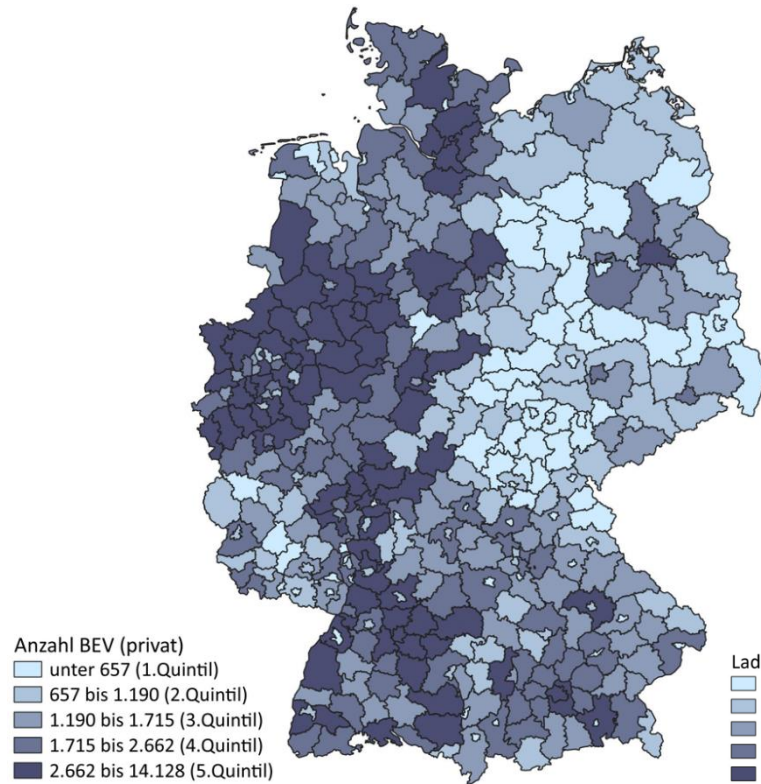 Anzahl BEV (privat)
unter 657 (1.Quintil)
657 bis 1.190 (2.Quintil)
1.190 bis 1.715 (3.Quintil)
1.715 bis 2.662 (4.Quintil)
2.662 bis 14.128 (5.Quintil)
Lad